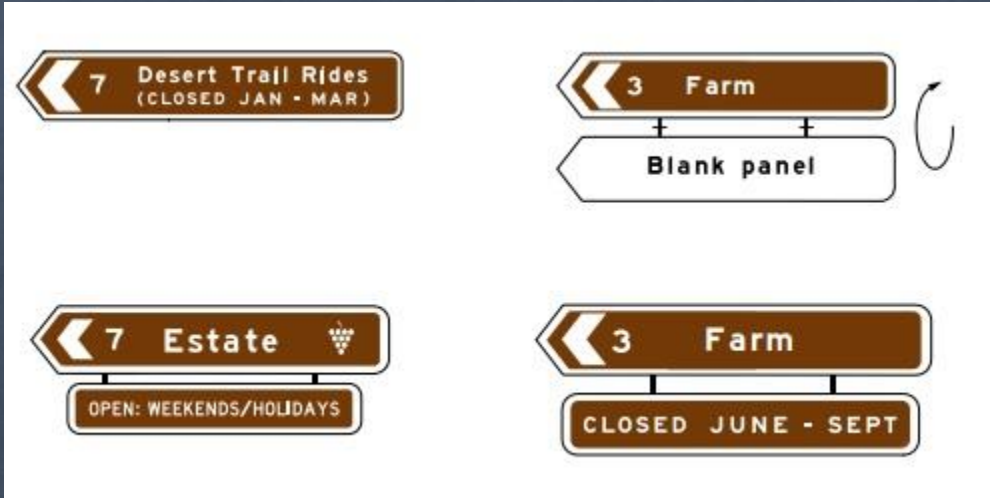 7 Desert Trail Rides
(CLOSED JAN - MAR)
3 Farm
Blank panel
7 Estate
OPEN: WEEKENDS/HOLIDAYS
3 Farm
CLOSED JUNE - SEPT